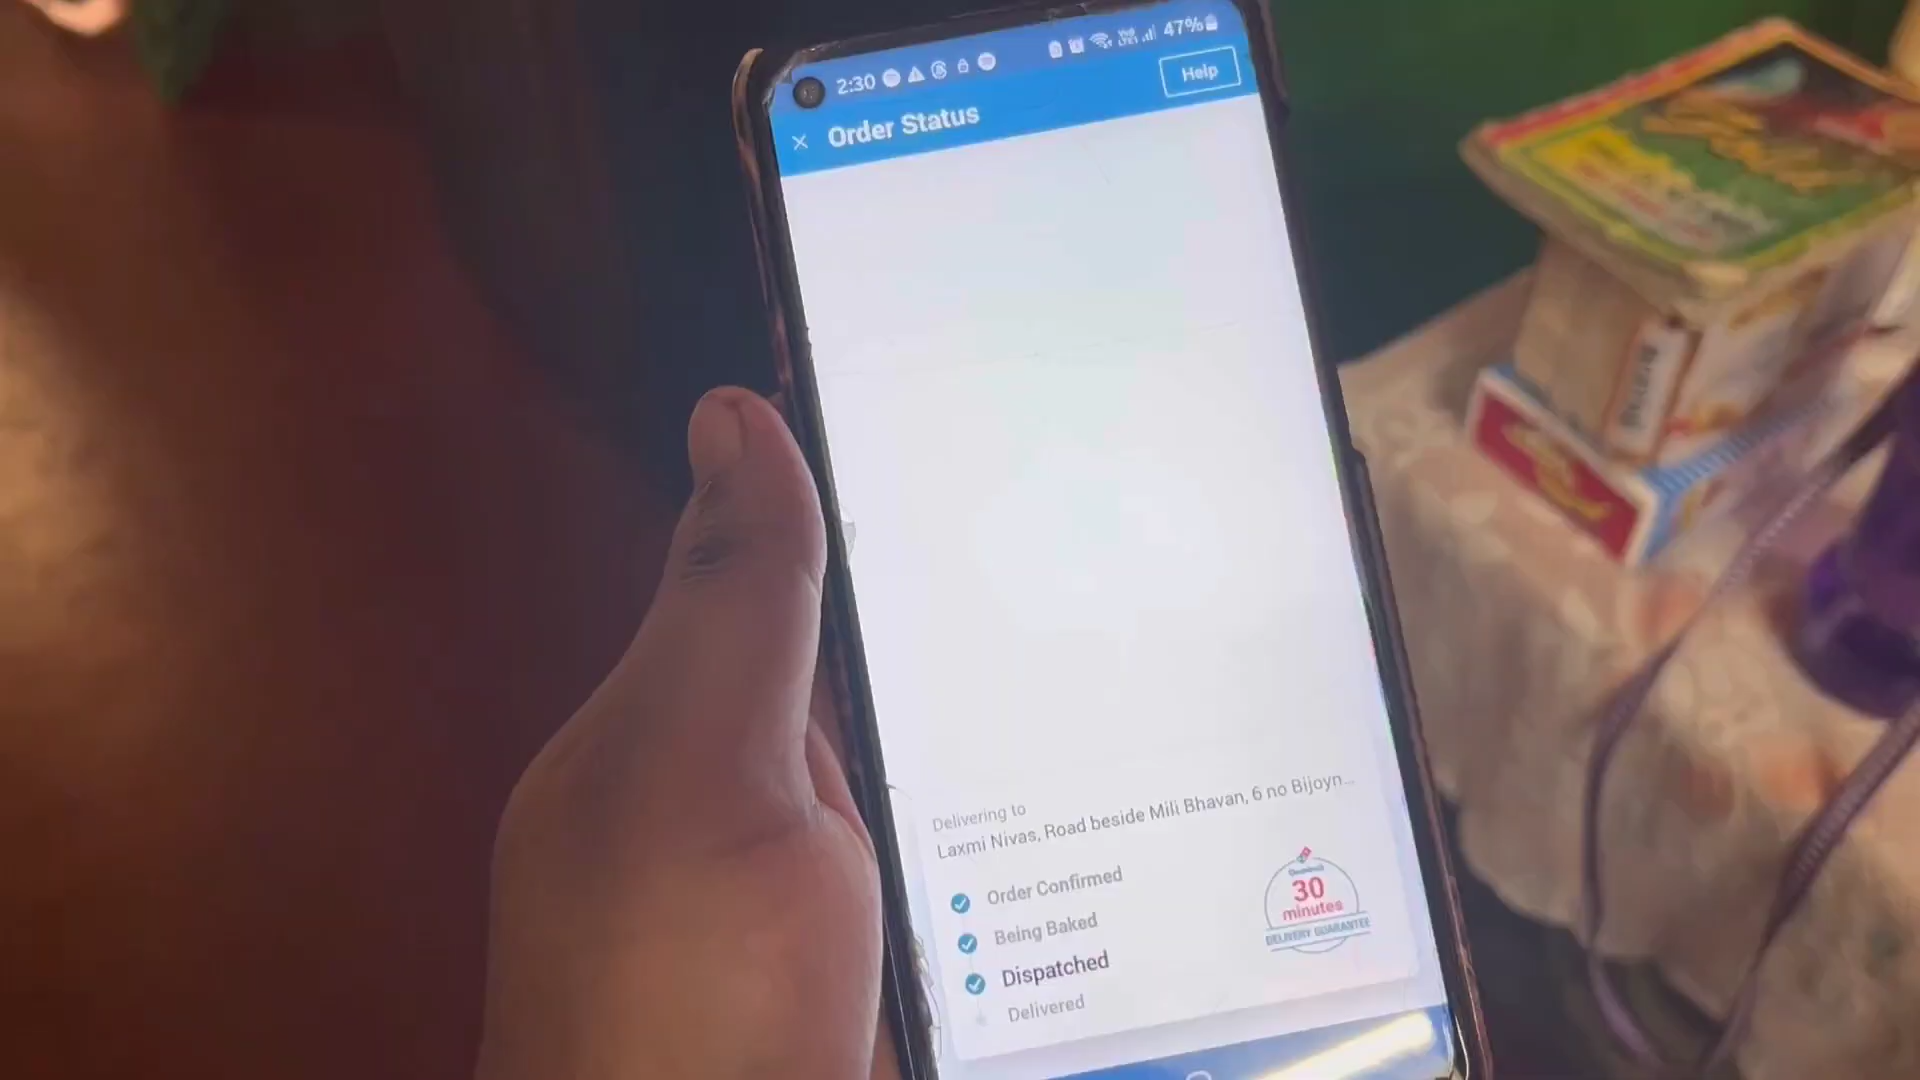 2:30
47%
Help
Order Status
Delivering to
Laxmi Nivas, Road beside Mili Bhavan, 6 no Bijoyn...
Order Confirmed
Being Baked
Dispatched
Delivered
30
minutes
DELIVERY GUARANTEE